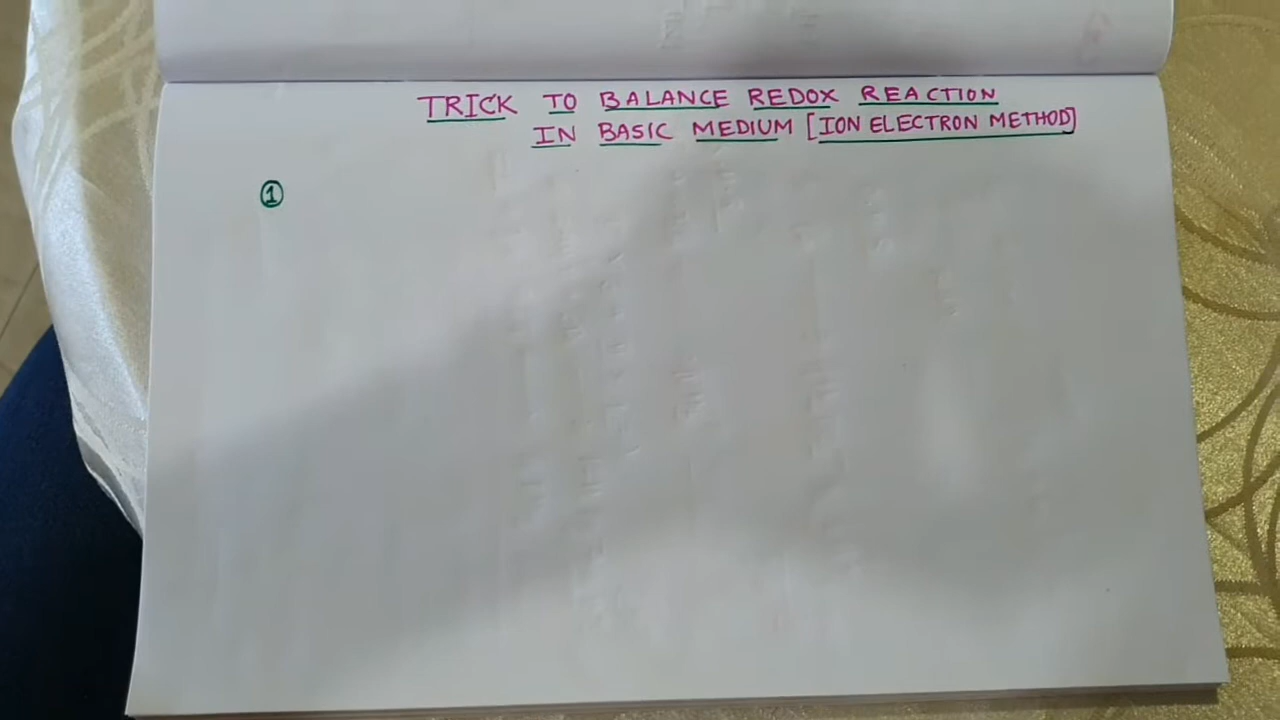 TRICK TO BALANCE REDOX REACTION
IN BASIC MEDIUM [ION ELECTRON METHOD]
①